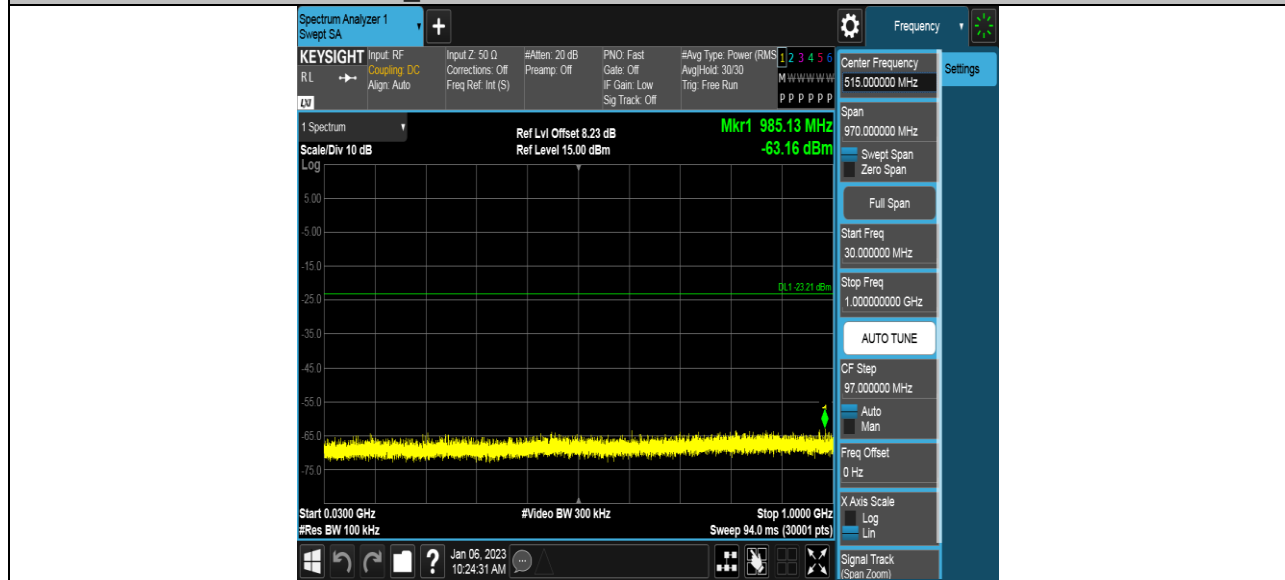 Spectrum Analyzer 1
Swept SA
+
Frequency
KEYSIGHT
RL
LXI
Input: RF
Coupling: DC
Align: Auto
Input Z: 50 Ω
Corrections: Off
Freq Ref: Int (S)
#Atten: 20 dB
Preamp: Off
PNO: Fast
Gate: Off
IF Gain: Low
Sig Track: Off
#Avg Type: Power (RMS
Avg|Hold: 30/30
Trig: Free Run
1 2 3 4 5 6
M W W W W W
P P P P P P
Center Frequency
515.000000 MHz
Settings
Span
970.000000 MHz
Swept Span
Zero Span
Full Span
Start Freq
30.000000 MHz
Stop Freq
1.000000000 GHz
AUTO TUNE
CF Step
97.000000 MHz
Auto
Man
Freq Offset
0 Hz
X Axis Scale
Log
Lin
Signal Track
(Span Zoom)
1 Spectrum
Scale/Div 10 dB
Ref Lvl Offset 8.23 dB
Ref Level 15.00 dBm
Mkr1 985.13 MHz
-63.16 dBm
Log
5.00
-5.00
-15.0
DL1 -23.21 dBm
-25.0
-35.0
-45.0
-55.0
1
-65.0
-75.0
Start 0.0300 GHz
#Video BW 300 kHz
Stop 1.0000 GHz
#Res BW 100 kHz
Sweep 94.0 ms (30001 pts)
?
Jan 06, 2023
10:24:31 AM